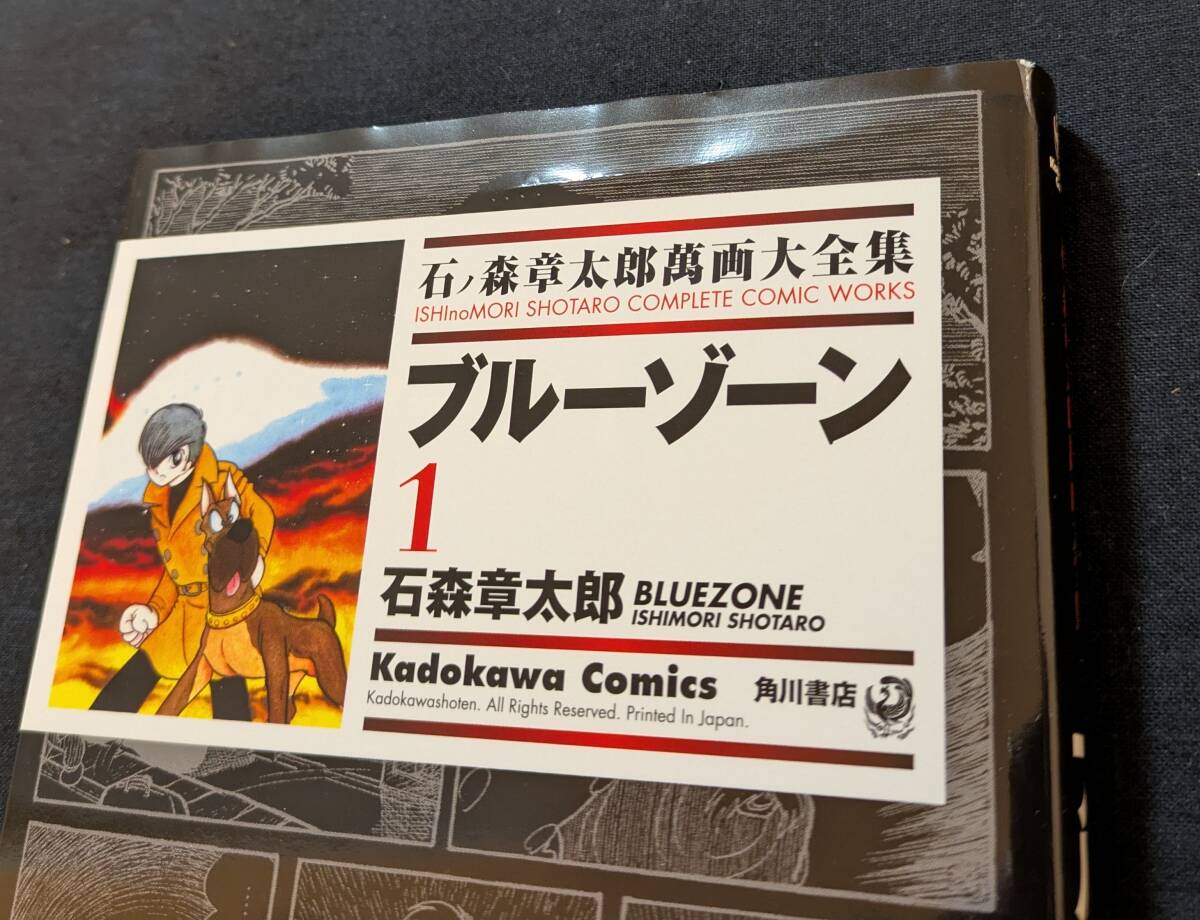 石ノ森章太郎萬画大全集
ISHInoMORI SHOTARO COMPLETE COMIC WORKS
ブルーゾーン
1
石森章太郎 BLUEZONE
ISHIMORI SHOTARO
Kadokawa Comics 角川書店
Kadokawashoten. All Rights Reserved. Printed In Japan.